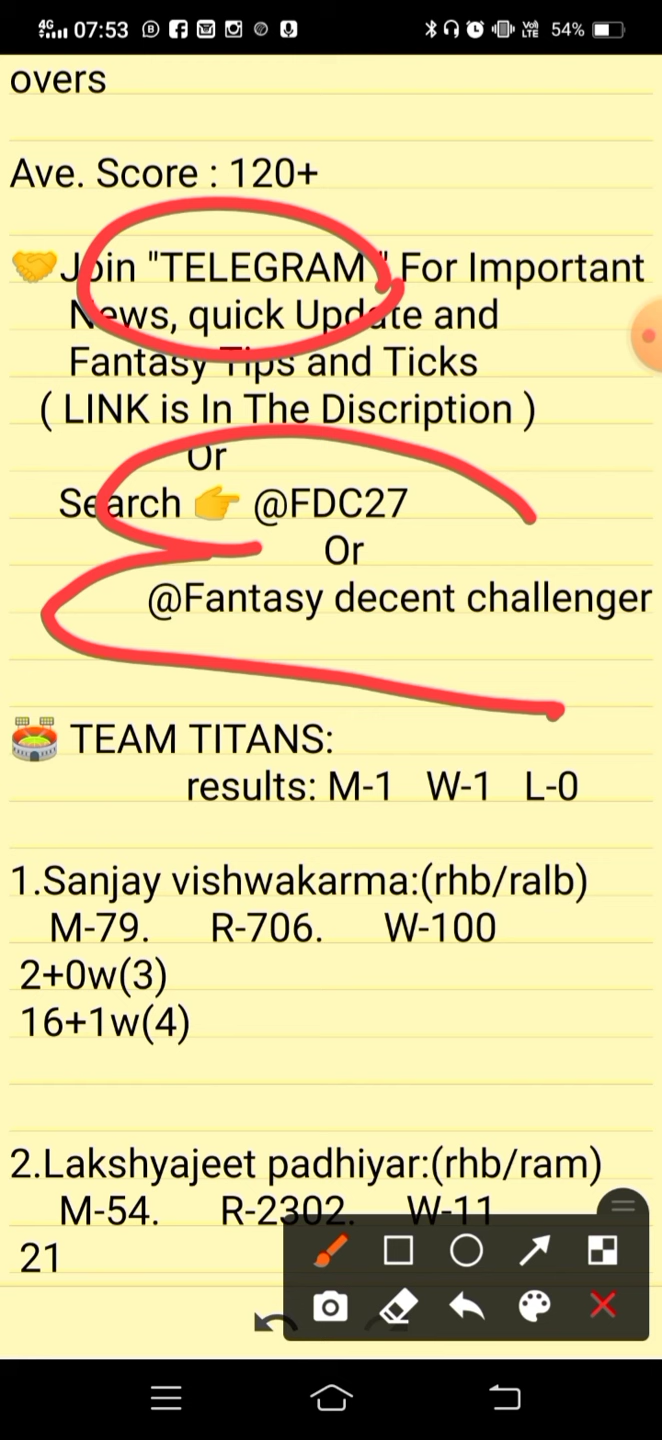 4G 07:53 VoD LTE 54%
overs
Ave. Score : 120+
🤝Join "TELEGRAM " For Important
News, quick Update and
Fantasy Tips and Ticks
( LINK is In The Discription )
Or
Search 👉 @FDC27
Or
@Fantasy decent challenger
🏟️ TEAM TITANS:
results: M-1 W-1 L-0
1.Sanjay vishwakarma:(rhb/ralb)
M-79. R-706. W-100
2+0w(3)
16+1w(4)
2.Lakshyajeet padhiyar:(rhb/ram)
M-54. R-2302. W-11
21